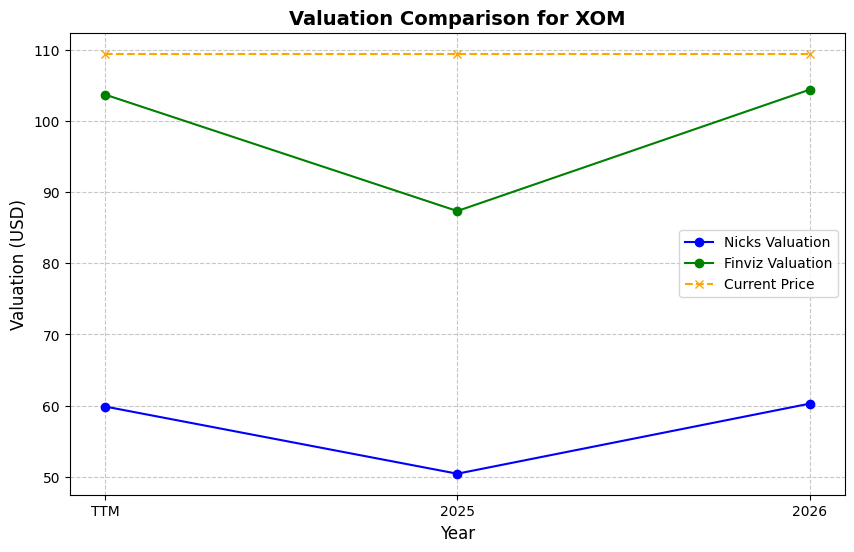 Valuation Comparison for XOM
110
100
90
80
70
60
50
Valuation (USD)
Nicks Valuation
Finviz Valuation
Current Price
TTM
2025
2026
Year